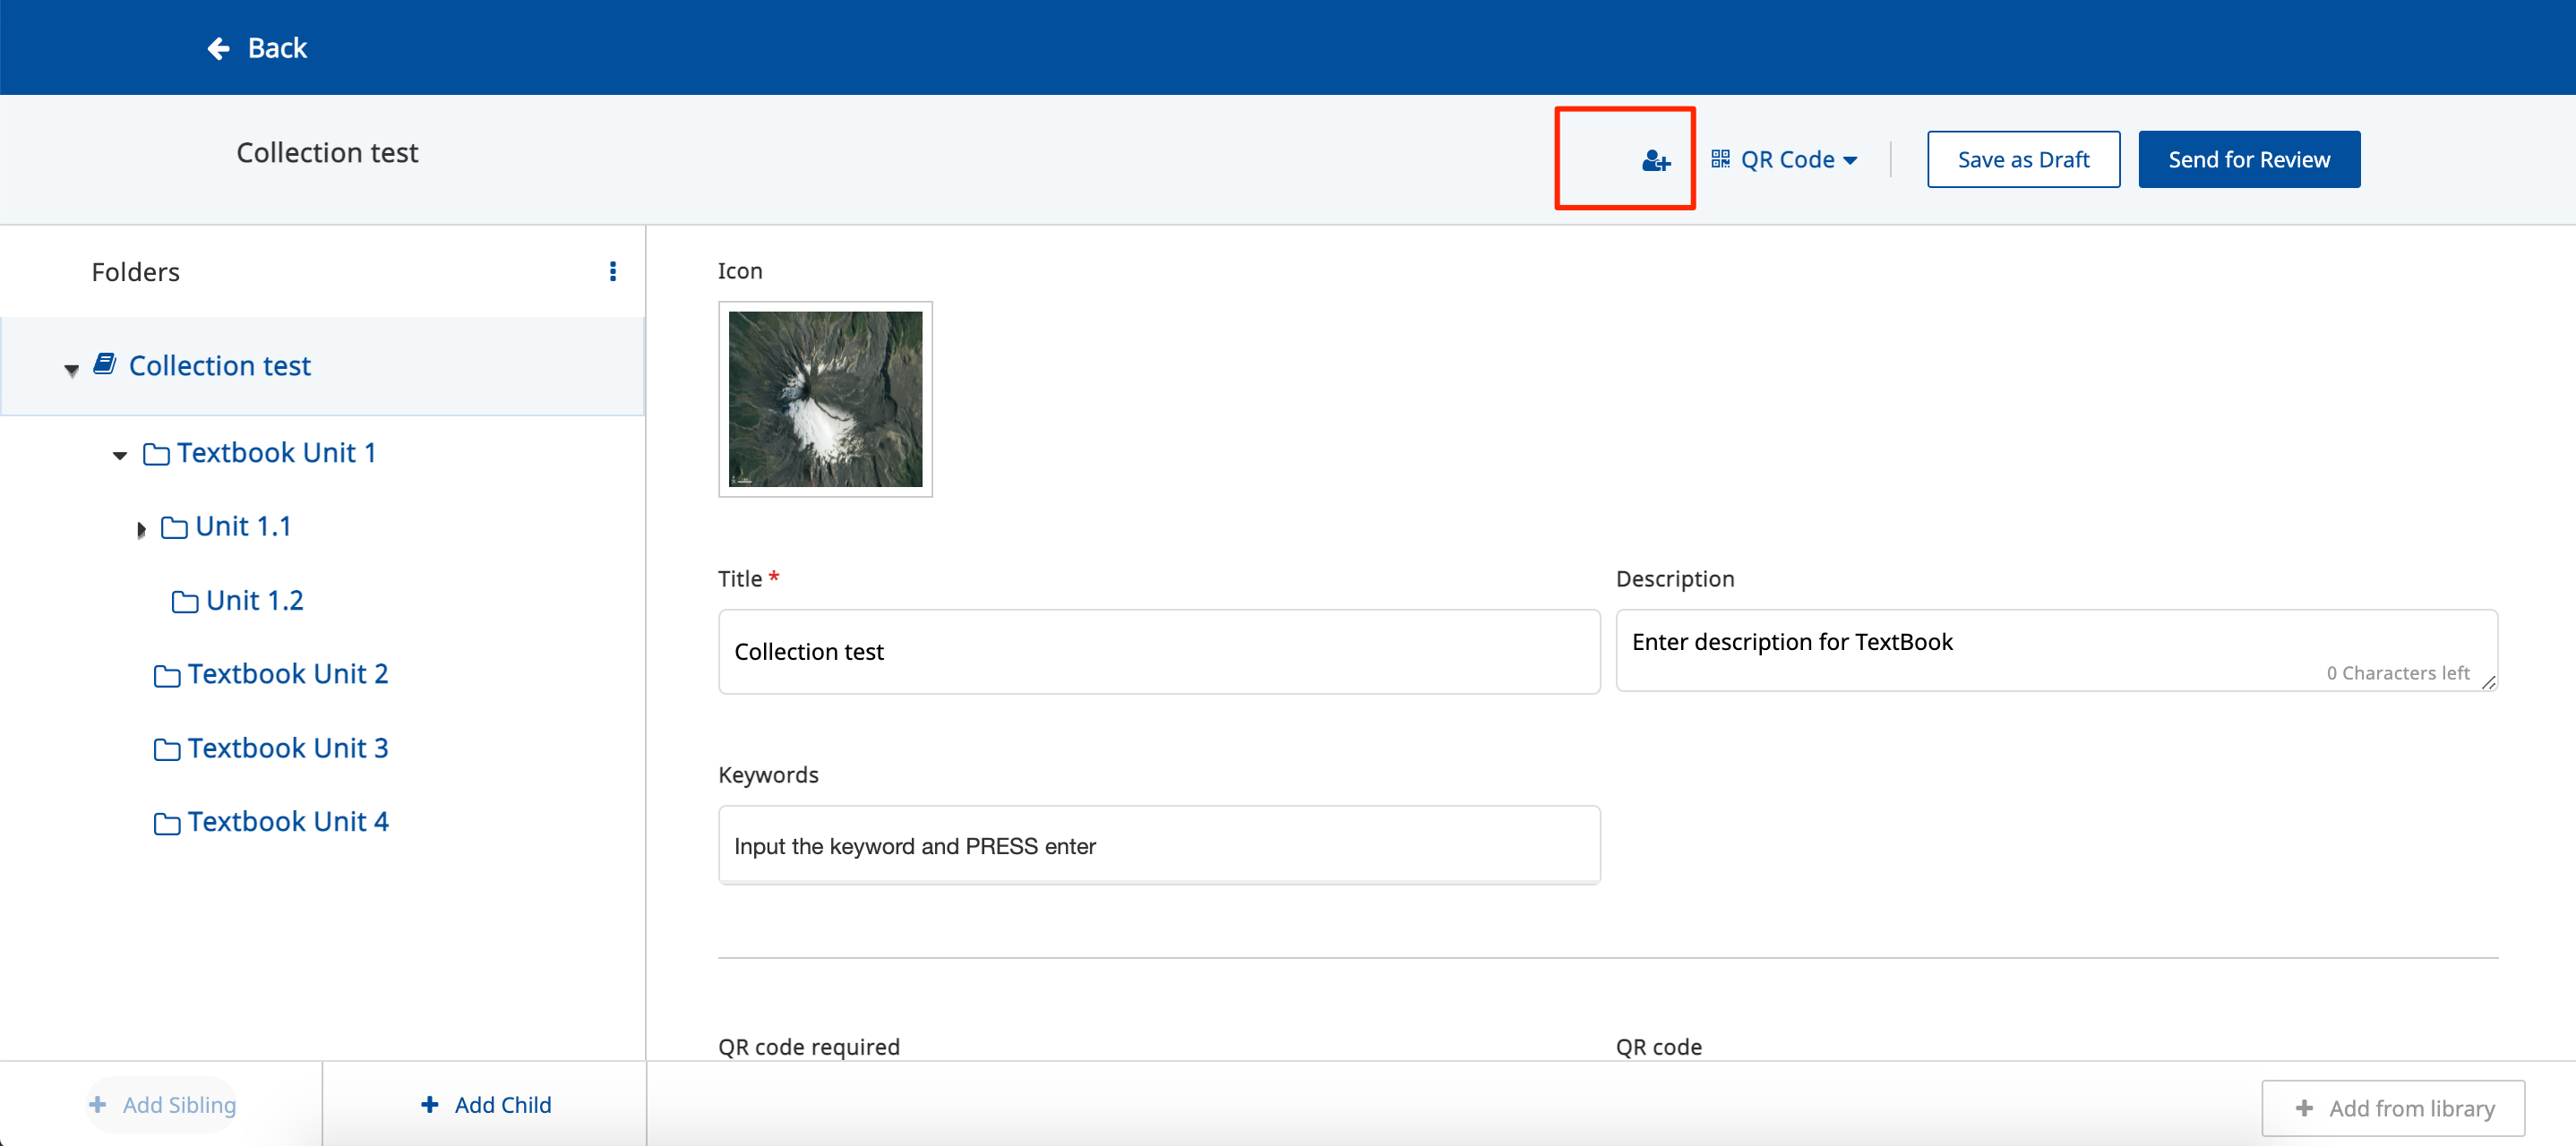 Back
Collection test
QR Code
Save as Draft
Send for Review
Folders
Collection test
Textbook Unit 1
Unit 1.1
Unit 1.2
Textbook Unit 2
Textbook Unit 3
Textbook Unit 4
Icon
Title *
Collection test
Description
Enter description for TextBook
0 Characters left
Keywords
Input the keyword and PRESS enter
QR code required
QR code
+ Add Sibling
+ Add Child
+ Add from library